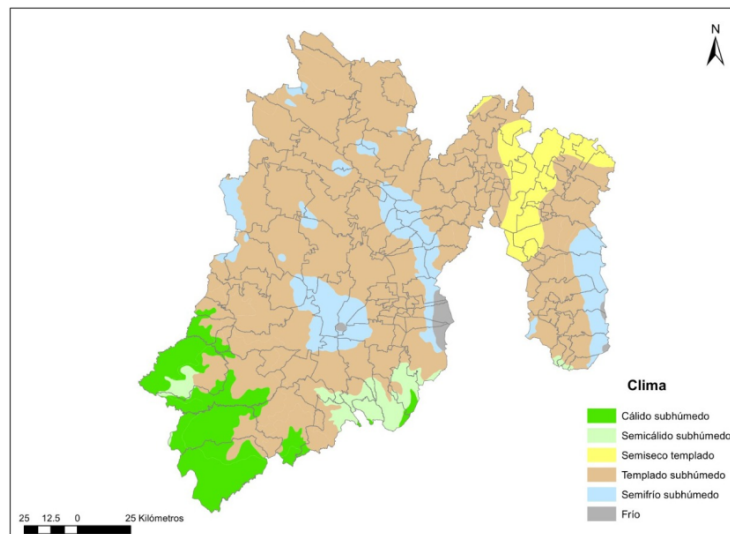 N
Clima
Cálido subhúmedo
Semicálido subhúmedo
Semiseco templado
Templado subhúmedo
Semifrío subhúmedo
Frío
25 12.5 0 25 Kilómetros